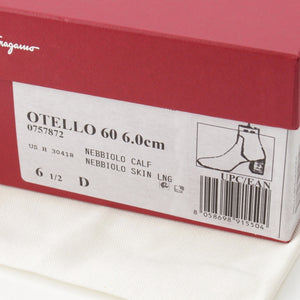 Ferragamo
OTELLO 60 6.0cm
0757872
US H 30418
NEBBIOLO CALF
NEBBIOLO SKIN LNG
6 1/2 D
UPC/EAN
8 058698 915504